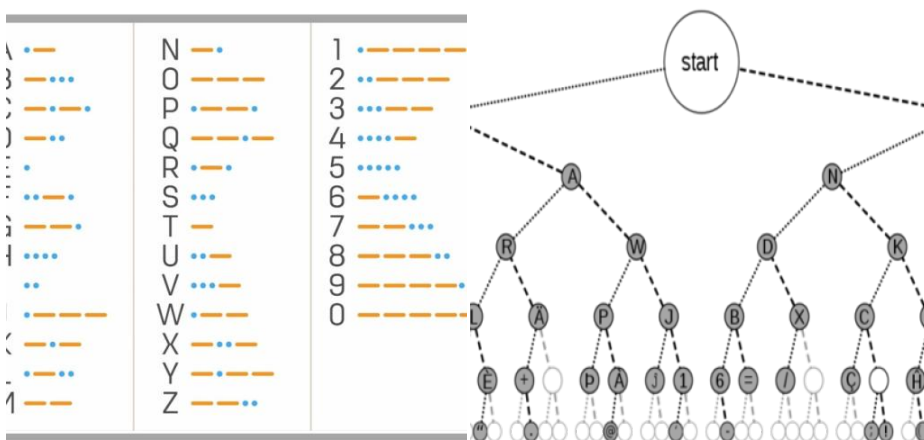 N
O
P
Q
R
S
T
U
V
W
X
Y
Z
1
2
3
4
5
6
7
8
9
0
start
A N
R W D K
L Ä P J B X C
È + Þ À Ĵ 1 6 = / Ç Ĥ
" . @ ' - ; !